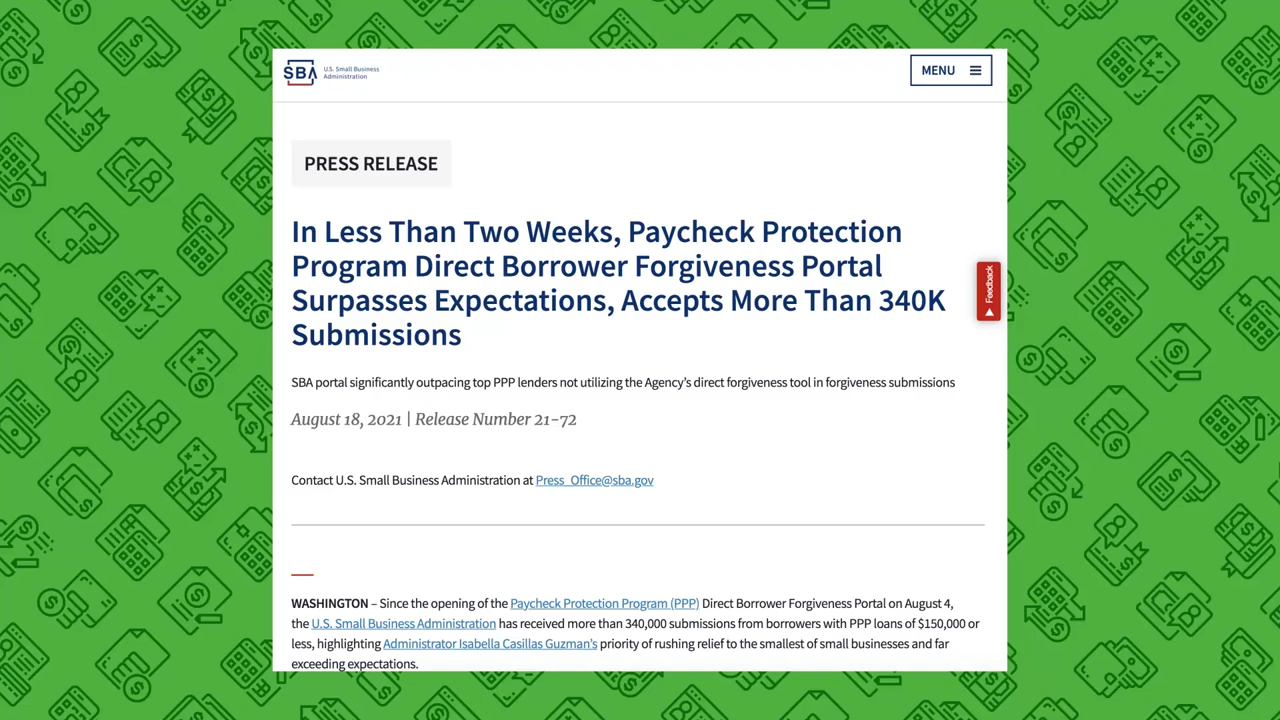 SBA U.S. Small Business
Administration
MENU
PRESS RELEASE
In Less Than Two Weeks, Paycheck Protection
Program Direct Borrower Forgiveness Portal
Surpasses Expectations, Accepts More Than 340K
Submissions
Feedback
SBA portal significantly outpacing top PPP lenders not utilizing the Agency’s direct forgiveness tool in forgiveness submissions
August 18, 2021 | Release Number 21-72
Contact U.S. Small Business Administration at Press_Office@sba.gov
WASHINGTON – Since the opening of the Paycheck Protection Program (PPP) Direct Borrower Forgiveness Portal on August 4,
the U.S. Small Business Administration has received more than 340,000 submissions from borrowers with PPP loans of $150,000 or
less, highlighting Administrator Isabella Casillas Guzman’s priority of rushing relief to the smallest of small businesses and far
exceeding expectations.